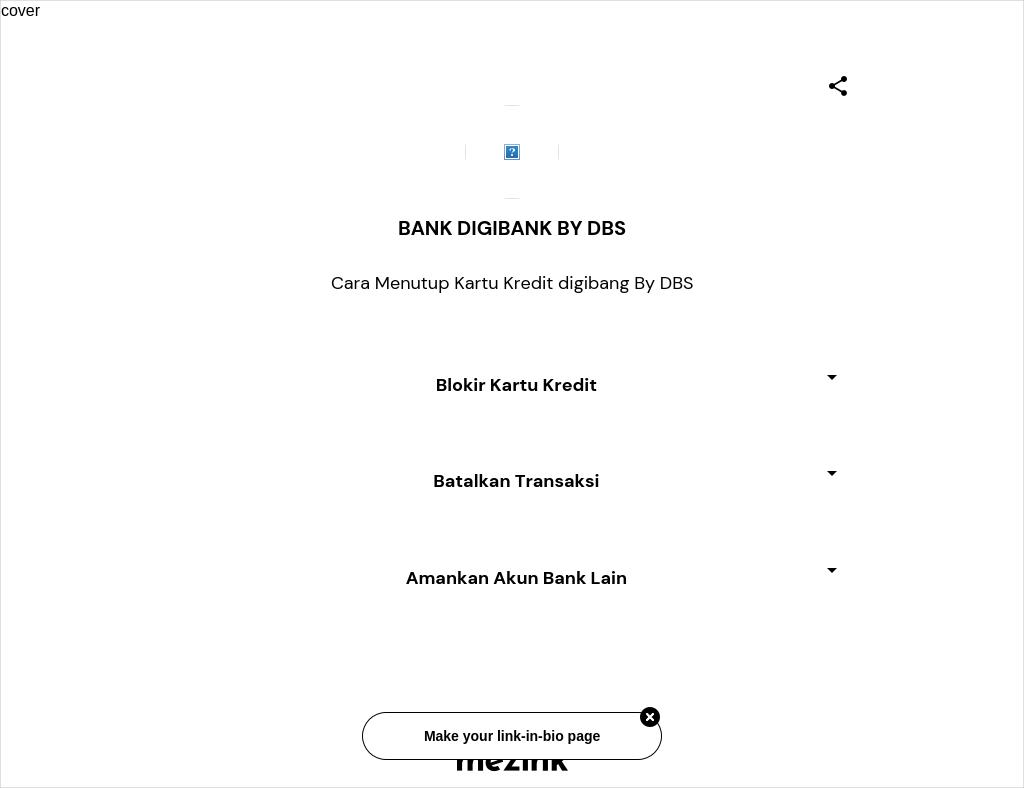 cover
BANK DIGIBANK BY DBS
Cara Menutup Kartu Kredit digibang By DBS
Blokir Kartu Kredit
Batalkan Transaksi
Amankan Akun Bank Lain
Make your link-in-bio page
mezink